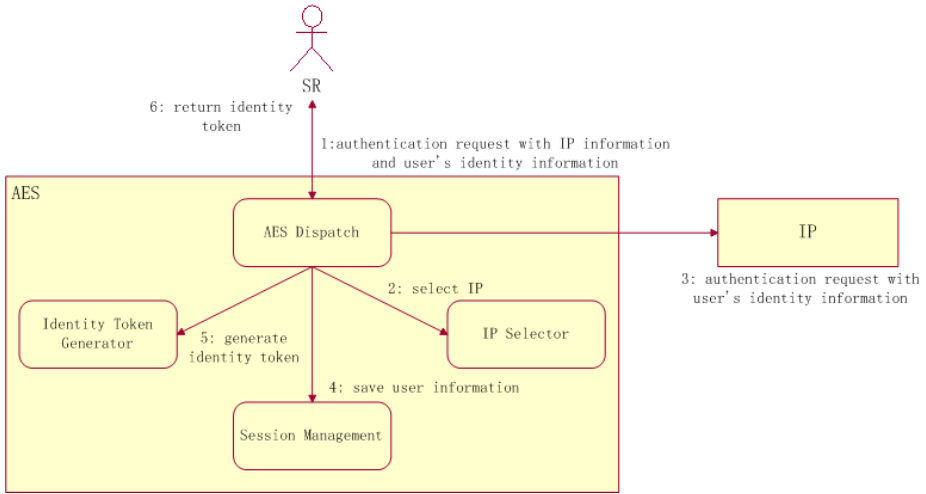 SR
6: return identity
token
1:authentication request with IP information
and user's identity information
AES
AES Dispatch
IP
3: authentication request with
user's identity information
2: select IP
Identity Token
Generator
5: generate
identity token
IP Selector
4: save user information
Session Management